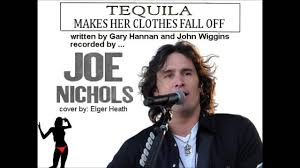 TEQUILA
MAKES HER CLOTHES FALL OFF
written by Gary Hannan and John Wiggins
recorded by ...
JOE
NICHOLS
cover by: Elger Heath